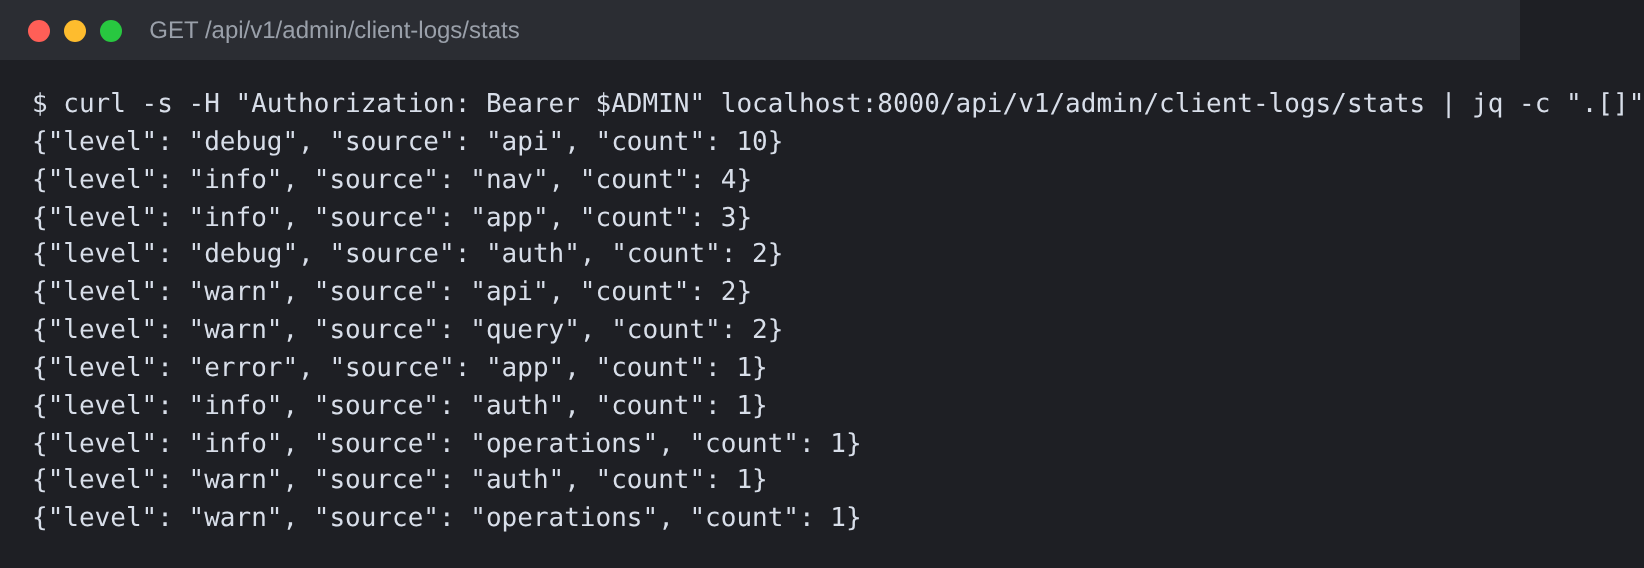 GET /api/v1/admin/client-logs/stats
$ curl -s -H "Authorization: Bearer $ADMIN" localhost:8000/api/v1/admin/client-logs/stats | jq -c ".[]"
{"level": "debug", "source": "api", "count": 10}
{"level": "info", "source": "nav", "count": 4}
{"level": "info", "source": "app", "count": 3}
{"level": "debug", "source": "auth", "count": 2}
{"level": "warn", "source": "api", "count": 2}
{"level": "warn", "source": "query", "count": 2}
{"level": "error", "source": "app", "count": 1}
{"level": "info", "source": "auth", "count": 1}
{"level": "info", "source": "operations", "count": 1}
{"level": "warn", "source": "auth", "count": 1}
{"level": "warn", "source": "operations", "count": 1}